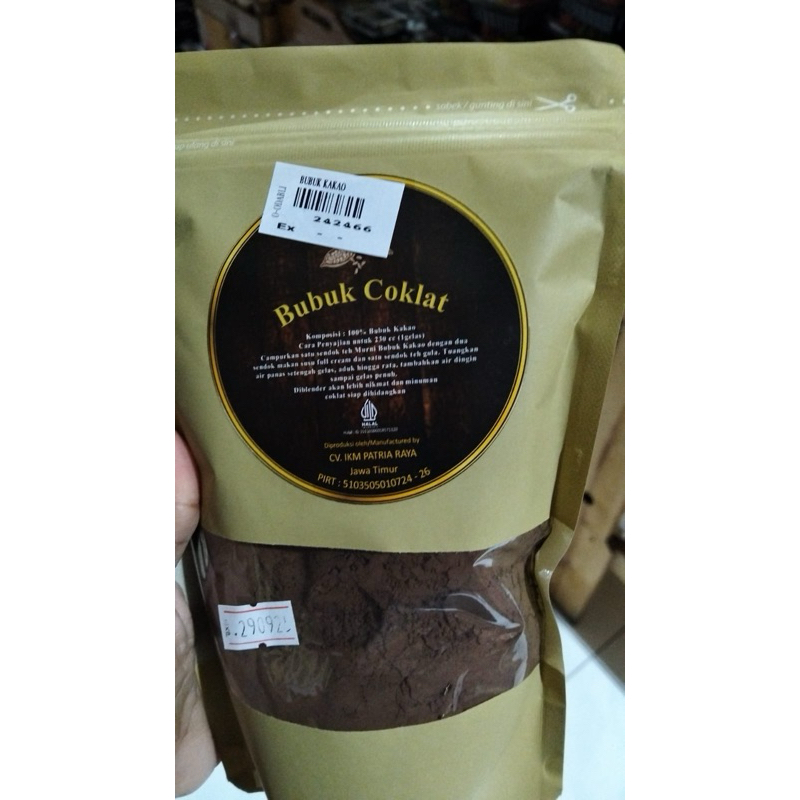 sobek / gunting di sini
gunting di sini
BUBUK KAKAO
242466
Ex - -
Bubuk Coklat
Komposisi : 100% Bubuk Kakao
Cara Penyajian untuk 230 cc (1gelas)
Campurkan satu sendok teh Murni Bubuk Kakao dengan dua
sendok makan susu full cream dan satu sendok teh gula. Tuangkan
air panas setengah gelas, aduk hingga rata, tambahkan air dingin
sampai gelas penuh.
Diblender akan lebih nikmat dan minuman
coklat siap dihidangkan
HALAL
Diproduksi oleh/Manufactured by
CV. IKM PATRIA RAYA
Jawa Timur
PIRT : 5103505010724 - 26